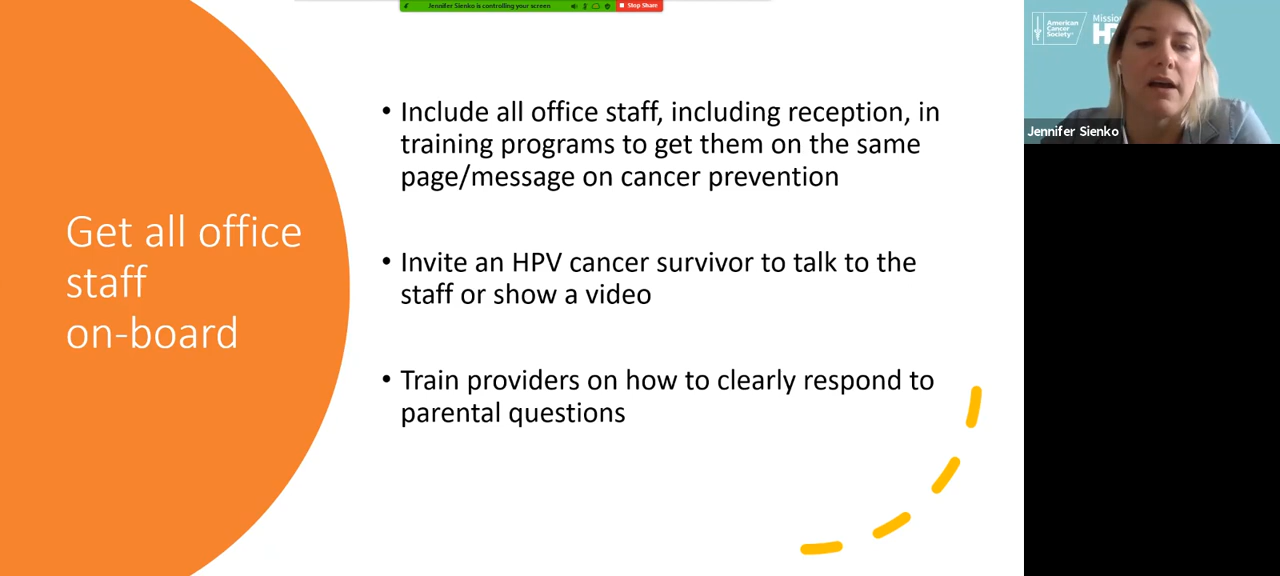 Jennifer Sienko is controlling your screen
Stop Share
Get all office
staff
on-board
• Include all office staff, including reception, in
training programs to get them on the same
page/message on cancer prevention
• Invite an HPV cancer survivor to talk to the
staff or show a video
• Train providers on how to clearly respond to
parental questions
American
Cancer
Society
Missio
Jennifer Sienko